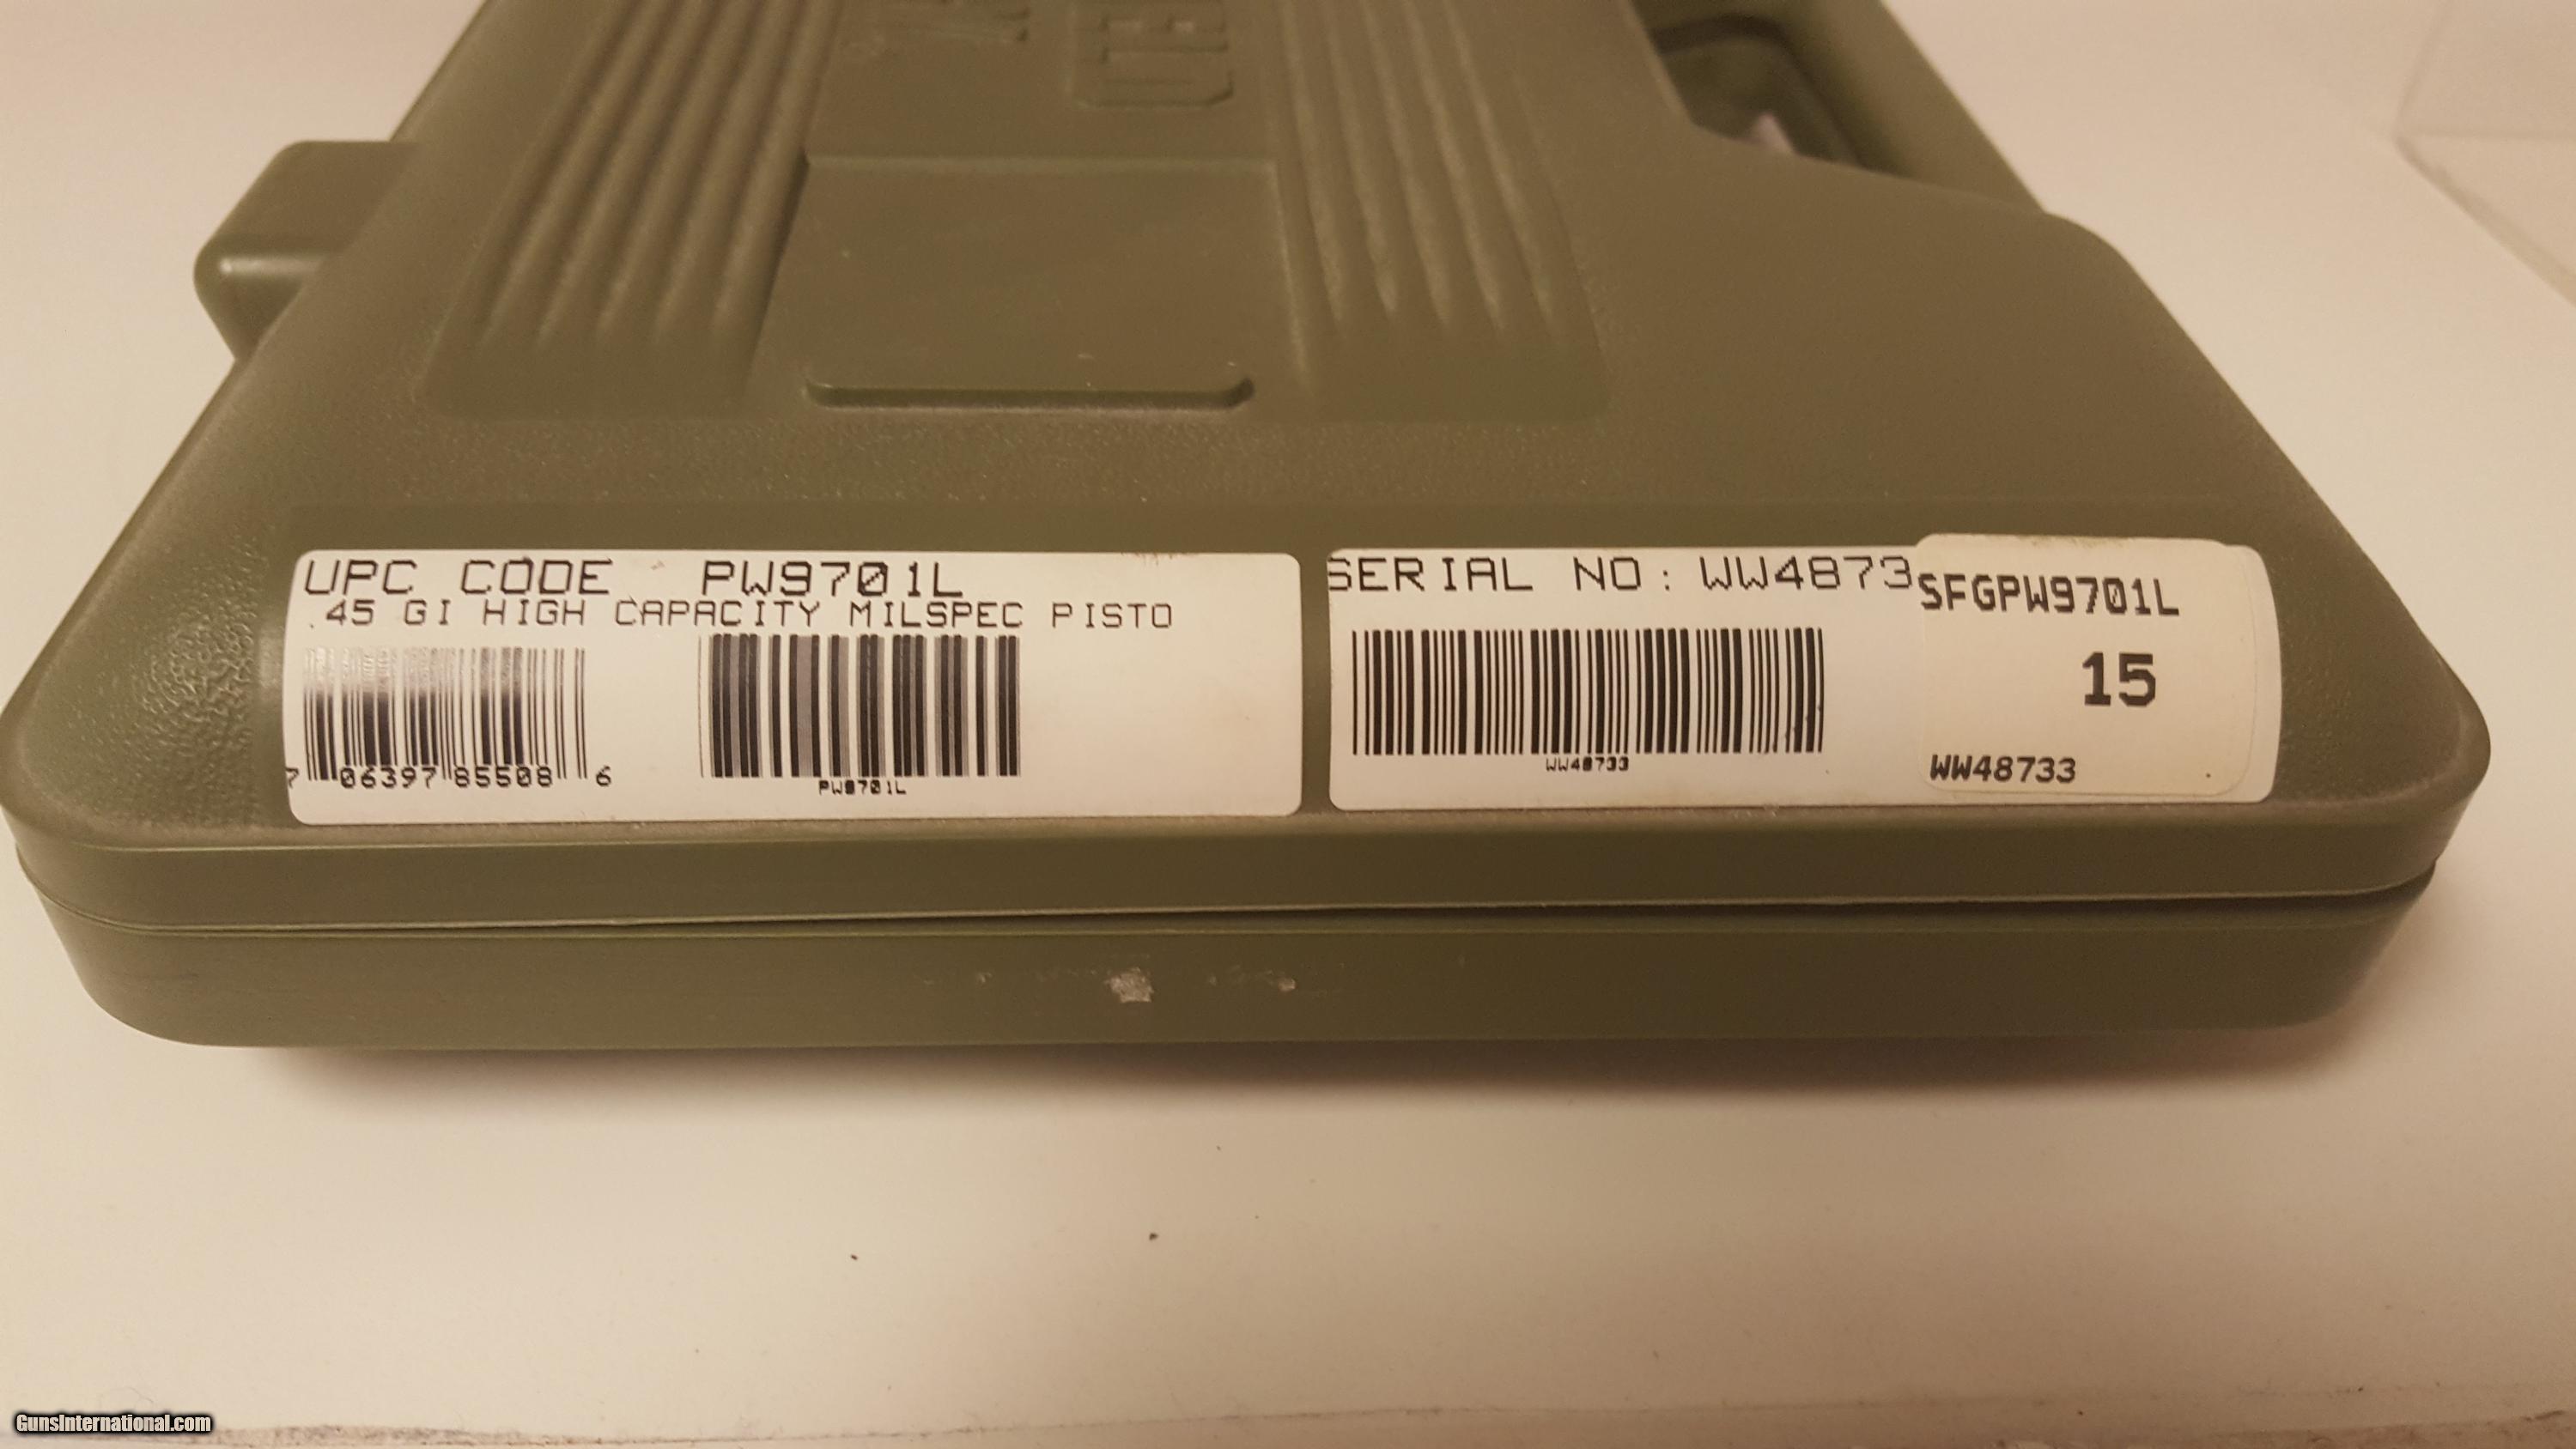 UPC CODE PW9701L
.45 GI HIGH CAPACITY MILSPEC PISTO
7 06397 85508 6
PW9701L
SERIAL NO: WW4873
WW48733
SFGPW9701L
15
WW48733
GunsInternational.com